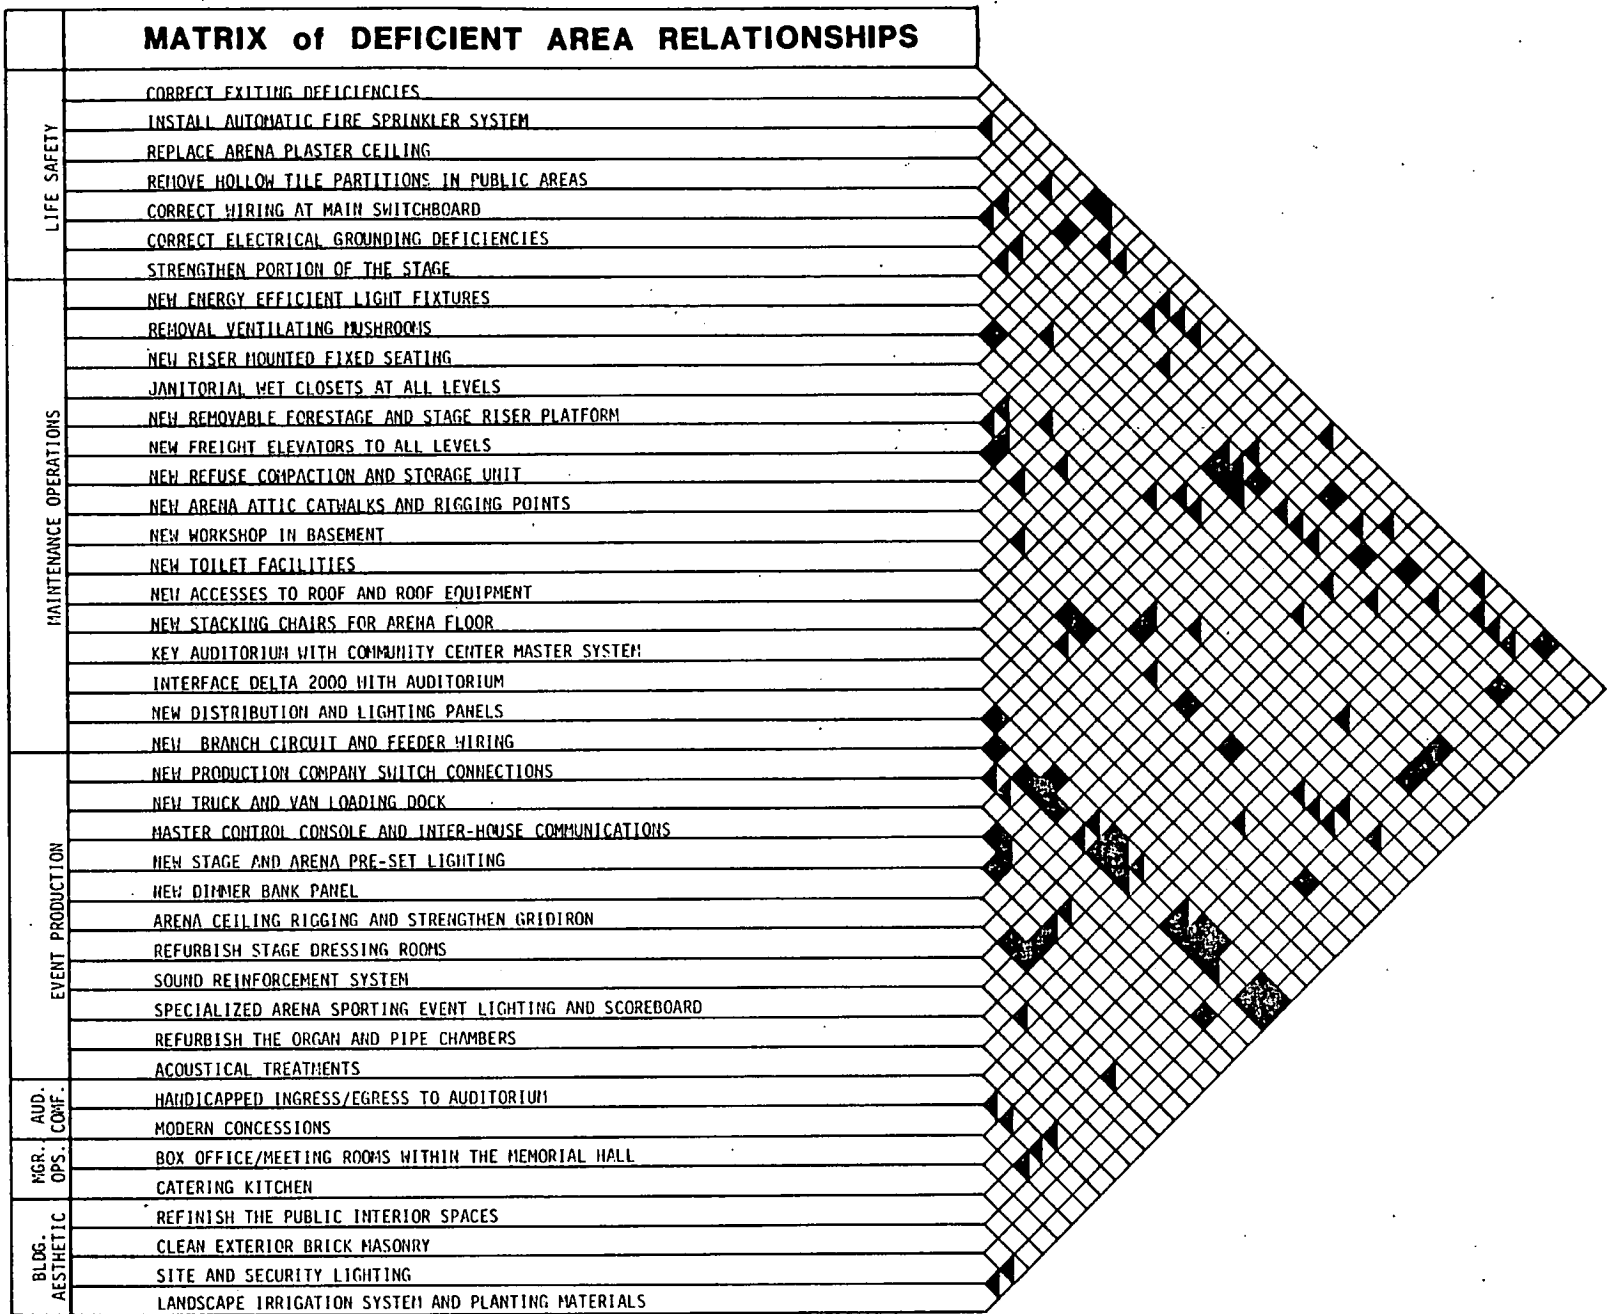 MATRIX of DEFICIENT AREA RELATIONSHIPS
LIFE SAFETY
CORRECT EXITING DEFICIENCIES
INSTALL AUTOMATIC FIRE SPRINKLER SYSTEM
REPLACE ARENA PLASTER CEILING
REMOVE HOLLOW TILE PARTITIONS IN PUBLIC AREAS
CORRECT WIRING AT MAIN SWITCHBOARD
CORRECT ELECTRICAL GROUNDING DEFICIENCIES
STRENGTHEN PORTION OF THE STAGE
MAINTENANCE OPERATIONS
NEW ENERGY EFFICIENT LIGHT FIXTURES
REMOVAL VENTILATING MUSHROOMS
NEW RISER MOUNTED FIXED SEATING
JANITORIAL WET CLOSETS AT ALL LEVELS
NEW REMOVABLE FORESTAGE AND STAGE RISER PLATFORM
NEW FREIGHT ELEVATORS TO ALL LEVELS
NEW REFUSE COMPACTION AND STORAGE UNIT
NEW ARENA ATTIC CATWALKS AND RIGGING POINTS
NEW WORKSHOP IN BASEMENT
NEW TOILET FACILITIES
NEW ACCESSES TO ROOF AND ROOF EQUIPMENT
NEW STACKING CHAIRS FOR ARENA FLOOR
KEY AUDITORIUM WITH COMMUNITY CENTER MASTER SYSTEM
INTERFACE DELTA 2000 WITH AUDITORIUM
NEW DISTRIBUTION AND LIGHTING PANELS
NEW BRANCH CIRCUIT AND FEEDER WIRING
EVENT PRODUCTION
NEW PRODUCTION COMPANY SWITCH CONNECTIONS
NEW TRUCK AND VAN LOADING DOCK
MASTER CONTROL CONSOLE AND INTER-HOUSE COMMUNICATIONS
NEW STAGE AND ARENA PRE-SET LIGHTING
NEW DIMMER BANK PANEL
ARENA CEILING RIGGING AND STRENGTHEN GRIDIRON
REFURBISH STAGE DRESSING ROOMS
SOUND REINFORCEMENT SYSTEM
SPECIALIZED ARENA SPORTING EVENT LIGHTING AND SCOREBOARD
REFURBISH THE ORGAN AND PIPE CHAMBERS
ACOUSTICAL TREATMENTS
AUD. COMF.
HANDICAPPED INGRESS/EGRESS TO AUDITORIUM
MODERN CONCESSIONS
MGR. OPS.
BOX OFFICE/MEETING ROOMS WITHIN THE MEMORIAL HALL
CATERING KITCHEN
BLDG. AESTHETIC
REFINISH THE PUBLIC INTERIOR SPACES
CLEAN EXTERIOR BRICK MASONRY
SITE AND SECURITY LIGHTING
LANDSCAPE IRRIGATION SYSTEM AND PLANTING MATERIALS